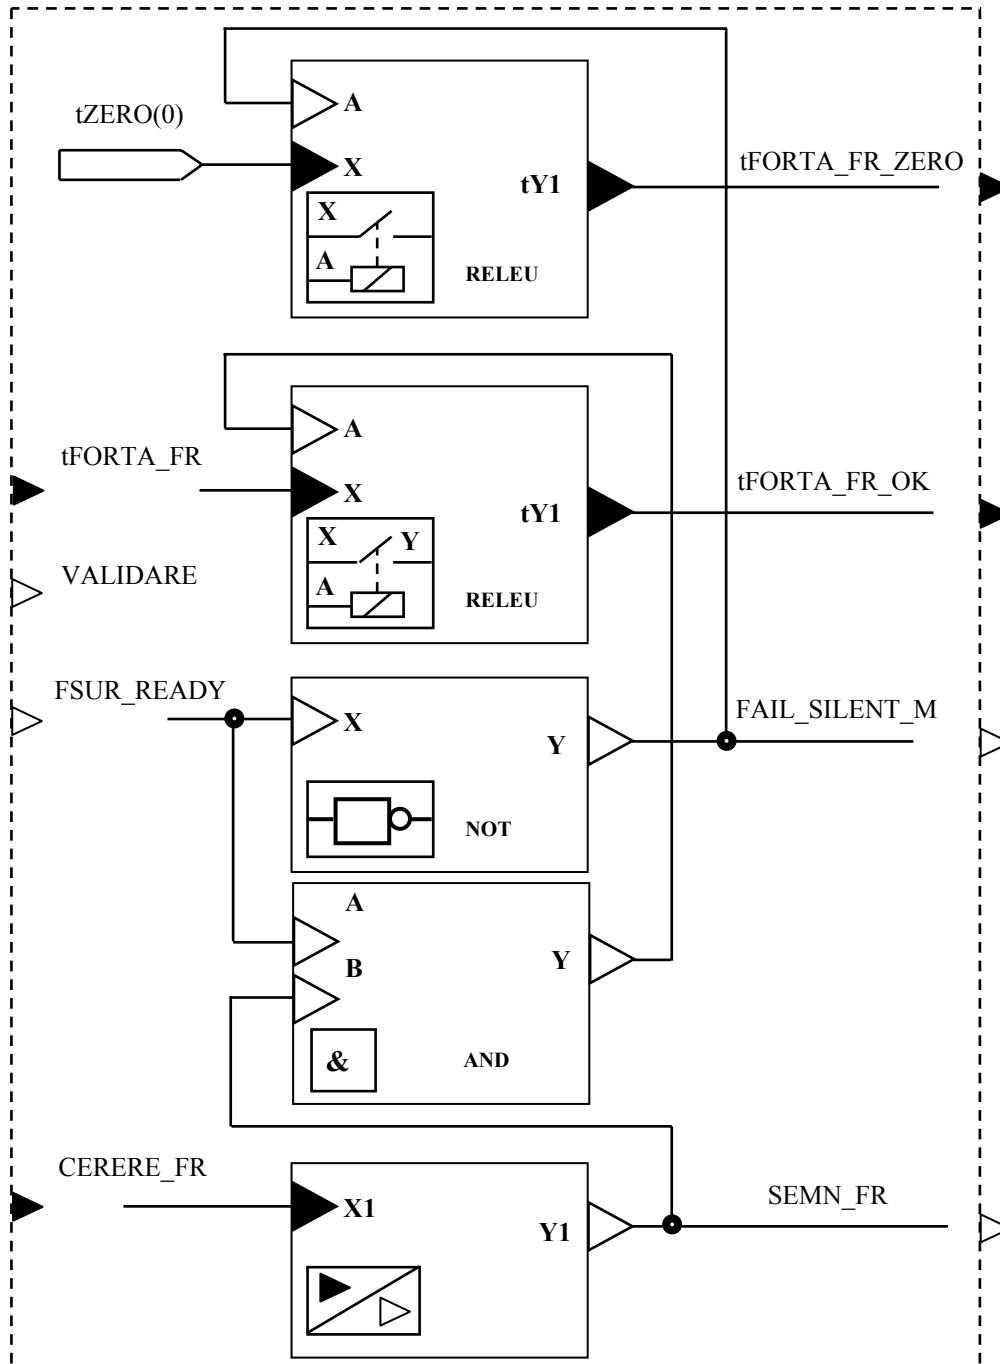 A
tZERO(0)
X
tY1
tFORTA_FR_ZERO
X
A
RELEU
A
tFORTA_FR
X
tY1
tFORTA_FR_OK
X Y
A
RELEU
VALIDARE
FSUR_READY
X
Y
FAIL_SILENT_M
NOT
A
B
Y
&
AND
CERERE_FR
X1
Y1
SEMN_FR